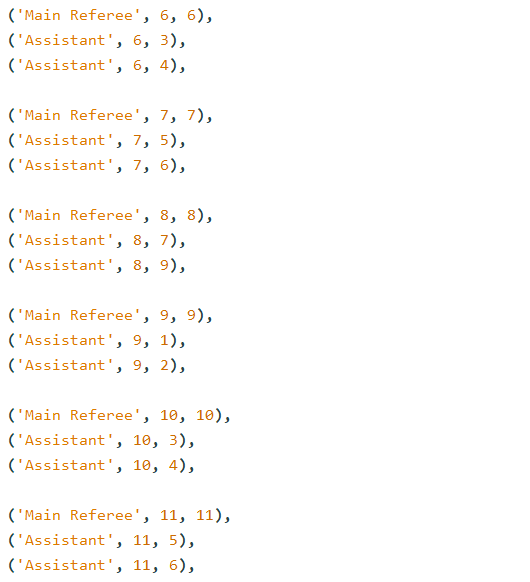 ('Main Referee', 6, 6),
('Assistant', 6, 3),
('Assistant', 6, 4),
('Main Referee', 7, 7),
('Assistant', 7, 5),
('Assistant', 7, 6),
('Main Referee', 8, 8),
('Assistant', 8, 7),
('Assistant', 8, 9),
('Main Referee', 9, 9),
('Assistant', 9, 1),
('Assistant', 9, 2),
('Main Referee', 10, 10),
('Assistant', 10, 3),
('Assistant', 10, 4),
('Main Referee', 11, 11),
('Assistant', 11, 5),
('Assistant', 11, 6),